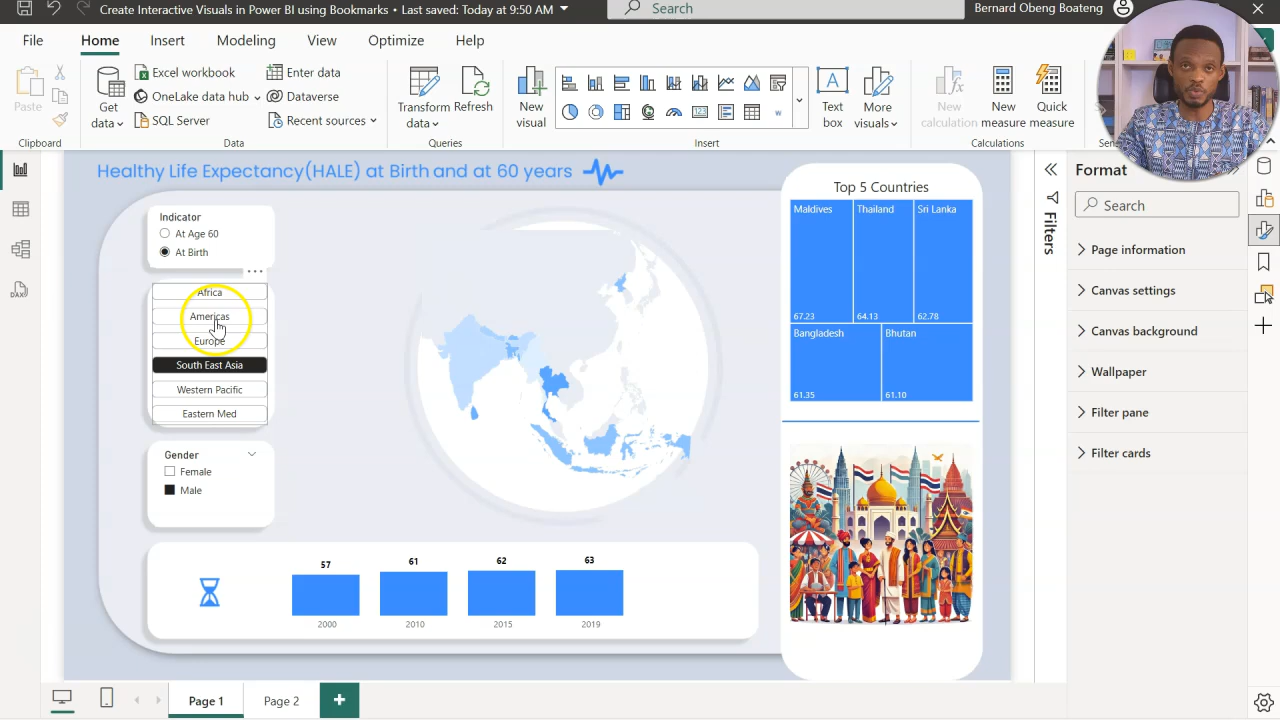 Create Interactive Visuals in Power BI using Bookmarks • Last saved: Today at 9:50 AM
Search
Bernard Obeng Boateng
File
Home
Insert
Modeling
View
Optimize
Help
Paste
Clipboard
Get data
Excel workbook
OneLake data hub
SQL Server
Enter data
Dataverse
Recent sources
Data
Transform data
Refresh
Queries
New visual
Text box
More visuals
Insert
New calculation
New measure
Quick measure
Calculations
Healthy Life Expectancy(HALE) at Birth and at 60 years
Indicator
At Age 60
At Birth
Africa
Americas
Europe
South East Asia
Western Pacific
Eastern Med
Gender
Female
Male
57
61
62
63
2000
2010
2015
2019
Top 5 Countries
Maldives
Thailand
Sri Lanka
67.23
64.13
62.78
Bangladesh
Bhutan
61.35
61.10
Filters
Format
Search
Page information
Canvas settings
Canvas background
Wallpaper
Filter pane
Filter cards
DAX
Page 1
Page 2